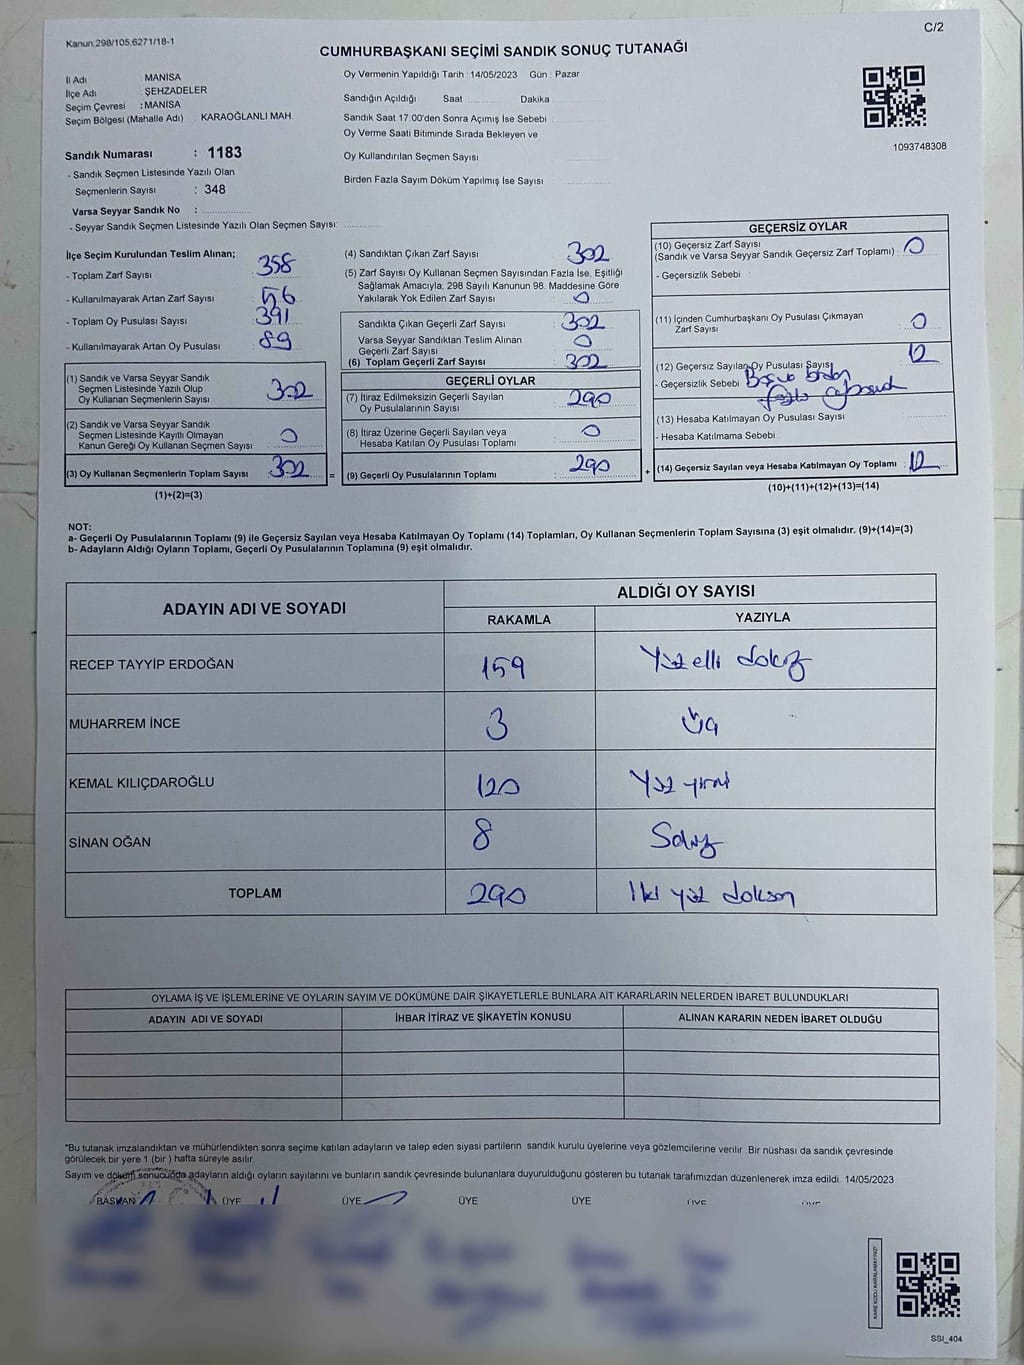 Kanun:298/105;6271/18-1
C/2
CUMHURBAŞKANI SEÇİMİ SANDIK SONUÇ TUTANAĞI
İl Adı MANİSA
İlçe Adı : ŞEHZADELER
Seçim Çevresi : MANİSA
Seçim Bölgesi (Mahalle Adı) KARAOĞLANLI MAH.
Sandık Numarası : 1183
- Sandık Seçmen Listesinde Yazılı Olan
Seçmenlerin Sayısı : 348
Varsa Seyyar Sandık No :
- Seyyar Sandık Seçmen Listesinde Yazılı Olan Seçmen Sayısı:
Oy Vermenin Yapıldığı Tarih : 14/05/2023 Gün : Pazar
Sandığın Açıldığı Saat Dakika
Sandık Saat 17:00'den Sonra Açımış İse Sebebi
Oy Verme Saati Bitiminde Sırada Bekleyen ve
Oy Kullandırılan Seçmen Sayısı
Birden Fazla Sayım Döküm Yapılmış İse Sayısı
1093748308
İlçe Seçim Kurulundan Teslim Alınan;
- Toplam Zarf Sayısı : 358
- Kullanılmayarak Artan Zarf Sayısı : 56
- Toplam Oy Pusulası Sayısı : 391
- Kullanılmayarak Artan Oy Pusulası : 89
(1) Sandık ve Varsa Seyyar Sandık
Seçmen Listesinde Yazılı Olup
Oy Kullanan Seçmenlerin Sayısı : 302
(2) Sandık ve Varsa Seyyar Sandık
Seçmen Listesinde Kayıtlı Olmayan
Kanun Gereği Oy Kullanan Seçmen Sayısı : 0
(3) Oy Kullanan Seçmenlerin Toplam Sayısı : 302 =
(1)+(2)=(3)
(4) Sandıktan Çıkan Zarf Sayısı : 302
(5) Zarf Sayısı Oy Kullanan Seçmen Sayısından Fazla İse, Eşitliği
Sağlamak Amacıyla; 298 Sayılı Kanunun 98. Maddesine Göre
Yakılarak Yok Edilen Zarf Sayısı : 0
Sandıkta Çıkan Geçerli Zarf Sayısı : 302
Varsa Seyyar Sandıktan Teslim Alınan
Geçerli Zarf Sayısı : 0
(6) Toplam Geçerli Zarf Sayısı : 302
GEÇERLİ OYLAR
(7) İtiraz Edilmeksizin Geçerli Sayılan
Oy Pusulalarının Sayısı : 290
(8) İtiraz Üzerine Geçerli Sayılan veya
Hesaba Katılan Oy Pusulası Toplamı : 0
(9) Geçerli Oy Pusulalarının Toplamı : 290 +
GEÇERSİZ OYLAR
(10) Geçersiz Zarf Sayısı
(Sandık ve Varsa Seyyar Sandık Geçersiz Zarf Toplamı) : 0
- Geçersizlik Sebebi :
(11) İçinden Cumhurbaşkanı Oy Pusulası Çıkmayan
Zarf Sayısı : 0
(12) Geçersiz Sayılan Oy Pusulası Sayısı 12
- Geçersizlik Sebebi Boş ve birden
fazla
(13) Hesaba Katılmayan Oy Pusulası Sayısı
- Hesaba Katılmama Sebebi :
(14) Geçersiz Sayılan veya Hesaba Katılmayan Oy Toplamı : 12
(10)+(11)+(12)+(13)=(14)
NOT:
a- Geçerli Oy Pusulalarının Toplamı (9) ile Geçersiz Sayılan veya Hesaba Katılmayan Oy Toplamı (14) Toplamları, Oy Kullanan Seçmenlerin Toplam Sayısına (3) eşit olmalıdır. (9)+(14)=(3)
b- Adayların Aldığı Oyların Toplamı, Geçerli Oy Pusulalarının Toplamına (9) eşit olmalıdır.
ADAYIN ADI VE SOYADI ALDIĞI OY SAYISI
RAKAMLA YAZIYLA
RECEP TAYYİP ERDOĞAN 159 Yüz elli dokuz
MUHARREM İNCE 3 Üç
KEMAL KILIÇDAROĞLU 120 Yüz yirmi
SİNAN OĞAN 8 Sekiz
TOPLAM 290 İki yüz doksan
OYLAMA İŞ VE İŞLEMLERİNE VE OYLARIN SAYIM VE DÖKÜMÜNE DAİR ŞİKAYETLERLE BUNLARA AİT KARARLARIN NELERDEN İBARET BULUNDUKLARI
ADAYIN ADI VE SOYADI İHBAR İTİRAZ VE ŞİKAYETİN KONUSU ALINAN KARARIN NEDEN İBARET OLDUĞU
*Bu tutanak imzalandıktan ve mühürlendikten sonra seçime katılan adayların ve talep eden siyasi partilerin sandık kurulu üyelerine veya gözlemcilerine verilir. Bir nüshası da sandık çevresinde
görülecek bir yere 1 (bir ) hafta süreyle asılır.
Sayım ve döküm sonucunda adayların aldığı oyların sayılarını ve bunların sandık çevresinde bulunanlara duyurulduğunu gösteren bu tutanak tarafımızdan düzenlenerek imza edildi. 14/05/2023
BAŞKAN ÜYE ÜYE ÜYE ÜYE ÜYE
KARE KODU KARALAMAYINIZ!
SSI_404